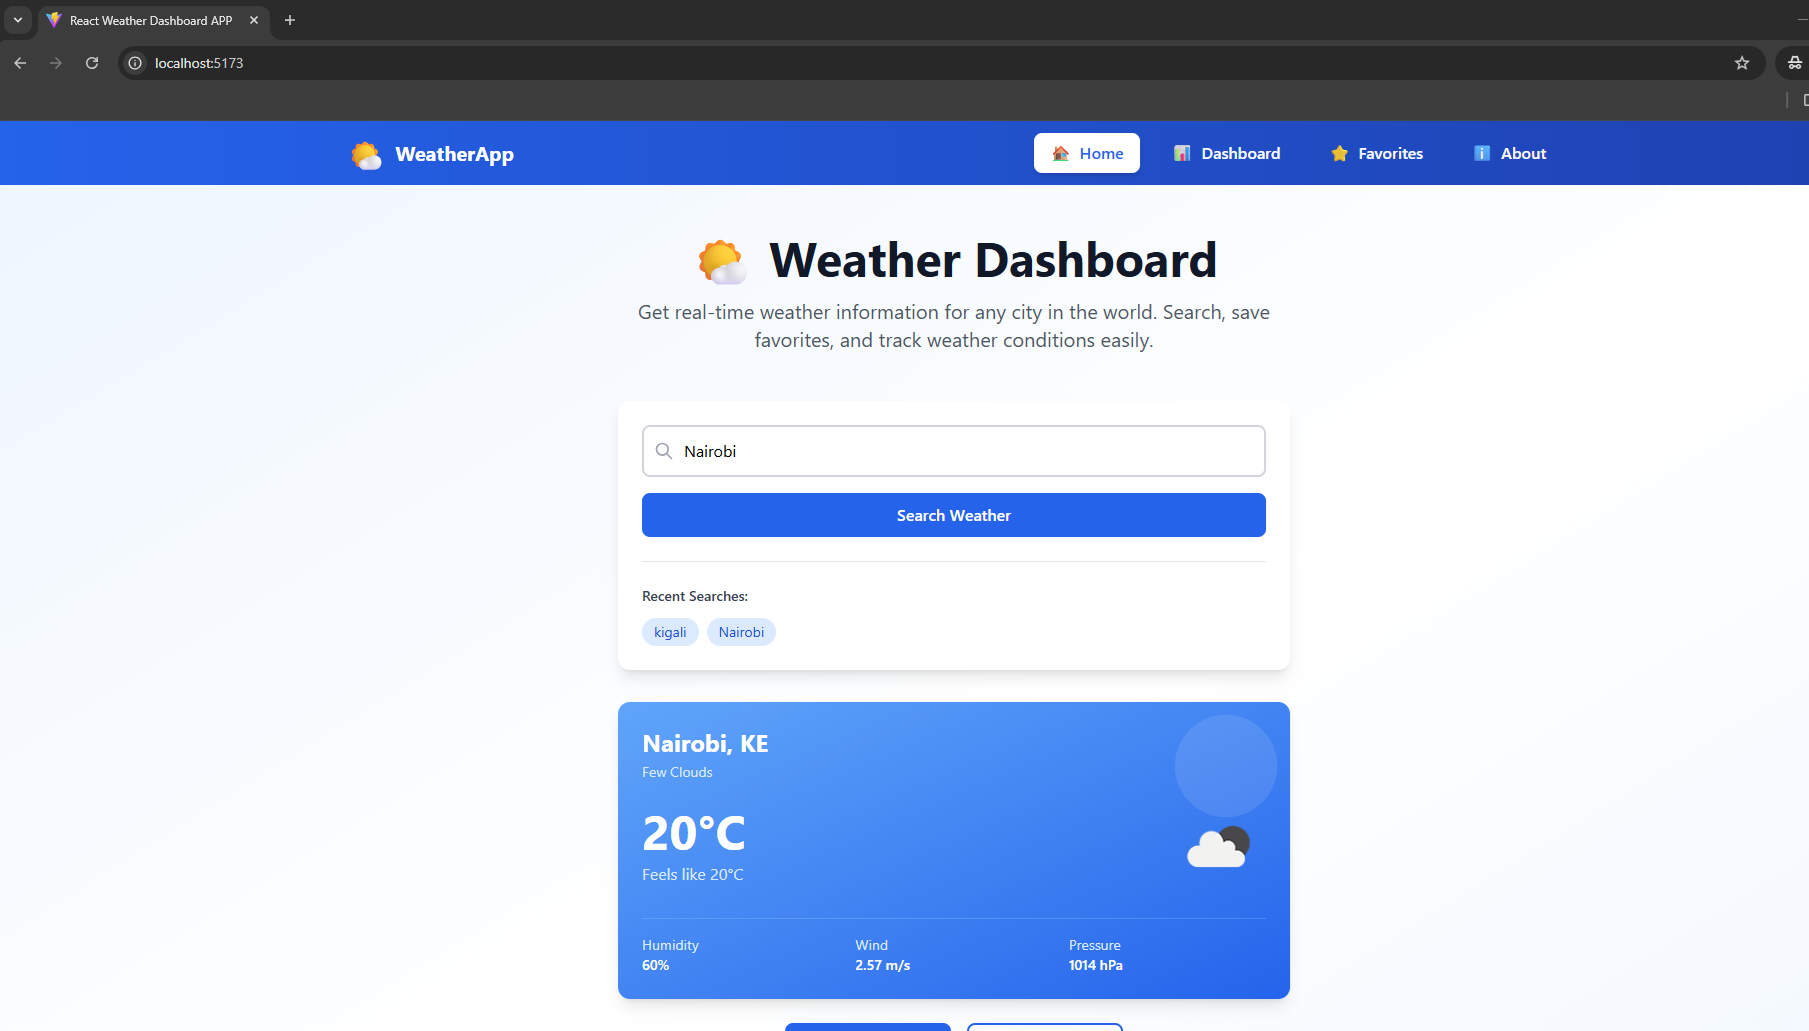 React Weather Dashboard APP
localhost:5173
WeatherApp
Home
Dashboard
Favorites
About
Weather Dashboard
Get real-time weather information for any city in the world. Search, save
favorites, and track weather conditions easily.
Nairobi
Search Weather
Recent Searches:
kigali
Nairobi
Nairobi, KE
Few Clouds
20°C
Feels like 20°C
Humidity
60%
Wind
2.57 m/s
Pressure
1014 hPa